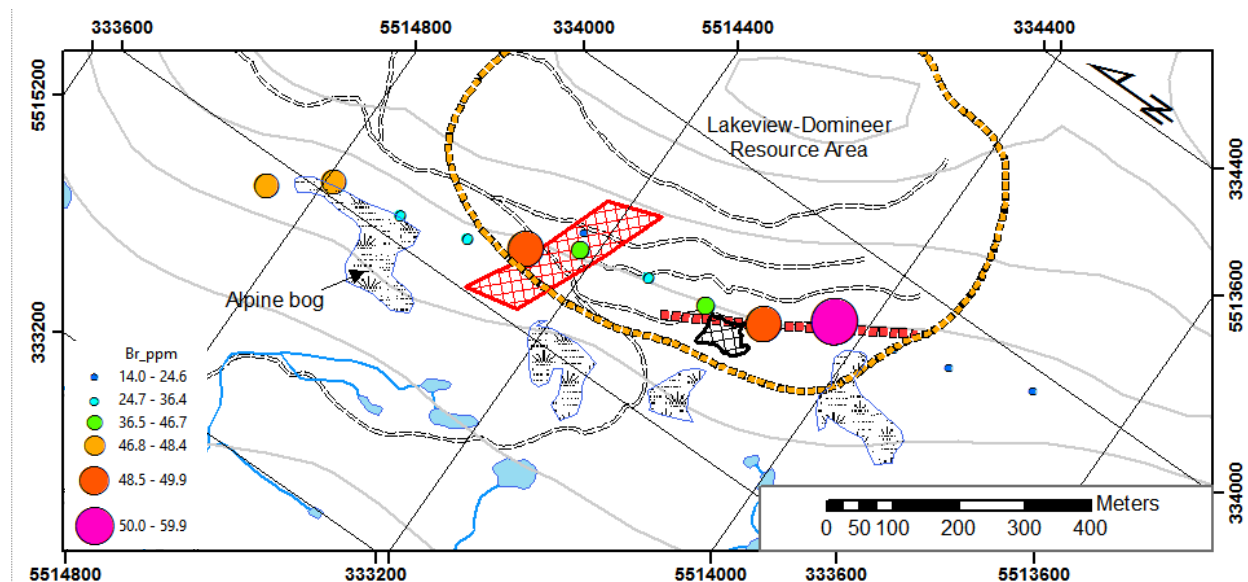 3333600 5514800 3334000 5514400 334400
5515200
333200
334400
5513600
334000
N
Lakeview-Domineer
Resource Area
Alpine bog
Br_ppm
14.0 - 24.6
24.7 - 36.4
36.5 - 46.7
46.8 - 48.4
48.5 - 49.9
50.0 - 59.9
Meters
0 50 100 200 300 400
5514800 333200 5514000 333600 5513600